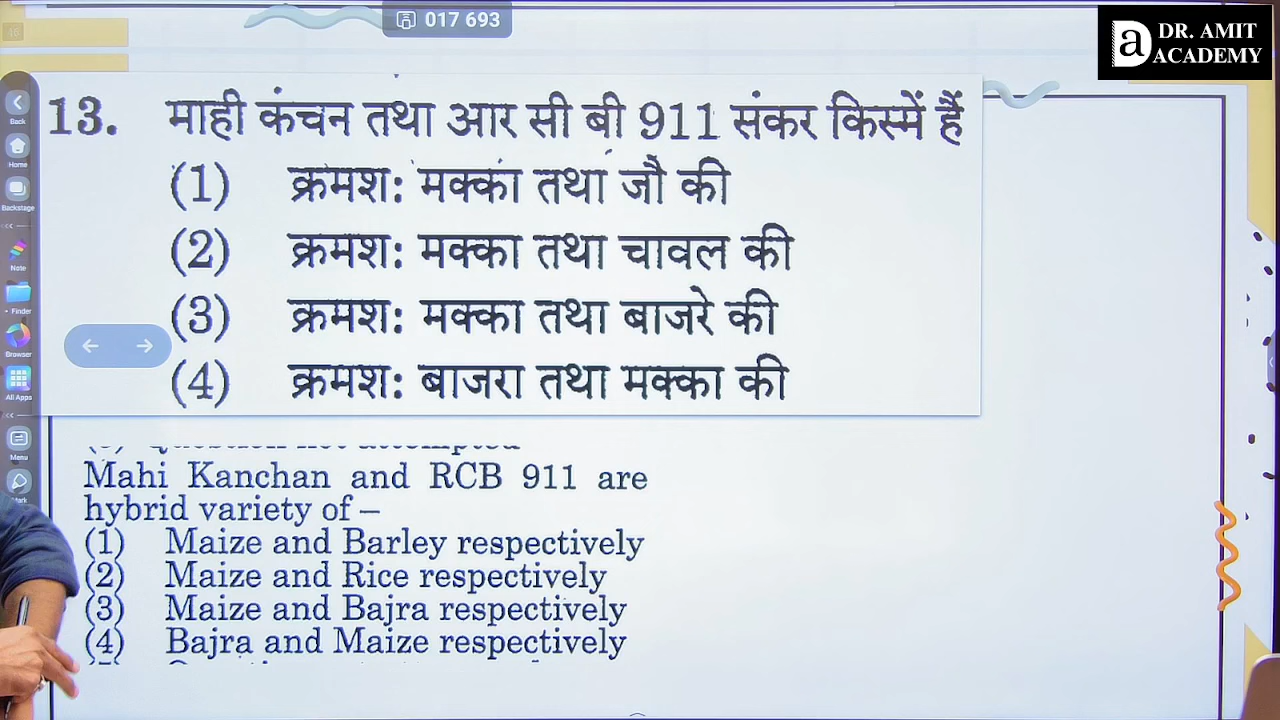 017 693
DR. AMIT
ACADEMY
Back
Home
Backstage
Note
Finder
Browser
All Apps
Menu
13. माही कंचन तथा आर सी बी 911 संकर किस्में हैं
(1) क्रमश: मक्का तथा जौ की
(2) क्रमश: मक्का तथा चावल की
(3) क्रमश: मक्का तथा बाजरे की
(4) क्रमश: बाजरा तथा मक्का की
Mahi Kanchan and RCB 911 are
hybrid variety of –
(1) Maize and Barley respectively
(2) Maize and Rice respectively
(3) Maize and Bajra respectively
(4) Bajra and Maize respectively